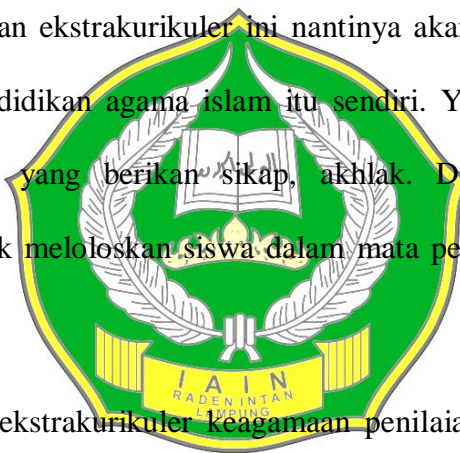 an ekstrakurikuler ini nantinya akan
didikan agama islam itu sendiri. Y
yang berikan sikap, akhlak. D
k meloloskan siswa dalam mata pe
IAIN
RADEN INTAN
LAMPUNG
ekstrakurikuler keagamaan penilaia